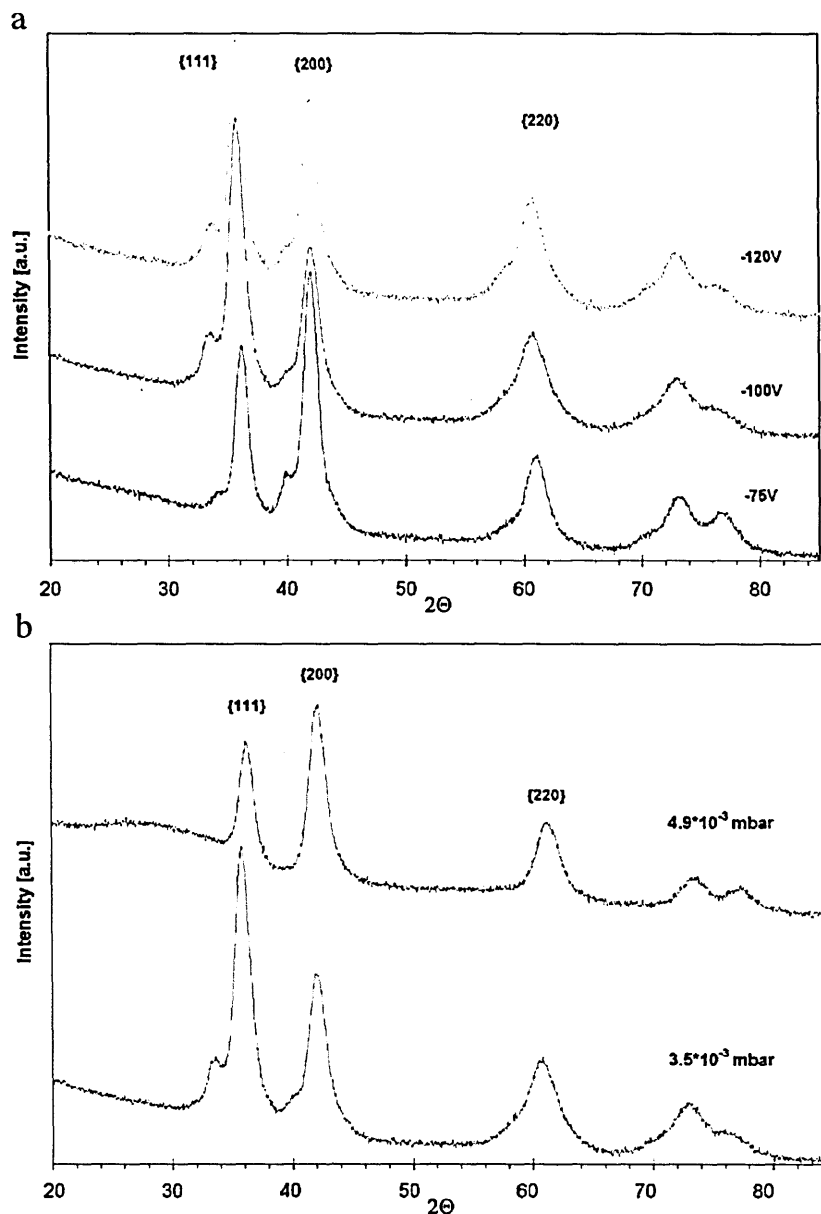 a
{111}
{200}
{220}
-120V
-100V
-75V
Intensity [a.u.]
20 30 40 50 60 70 80
2Θ
b
{200}
{111}
{220}
4.9*10⁻³ mbar
3.5*10⁻³ mbar
Intensity [a.u.]
20 30 40 50 60 70 80
2Θ